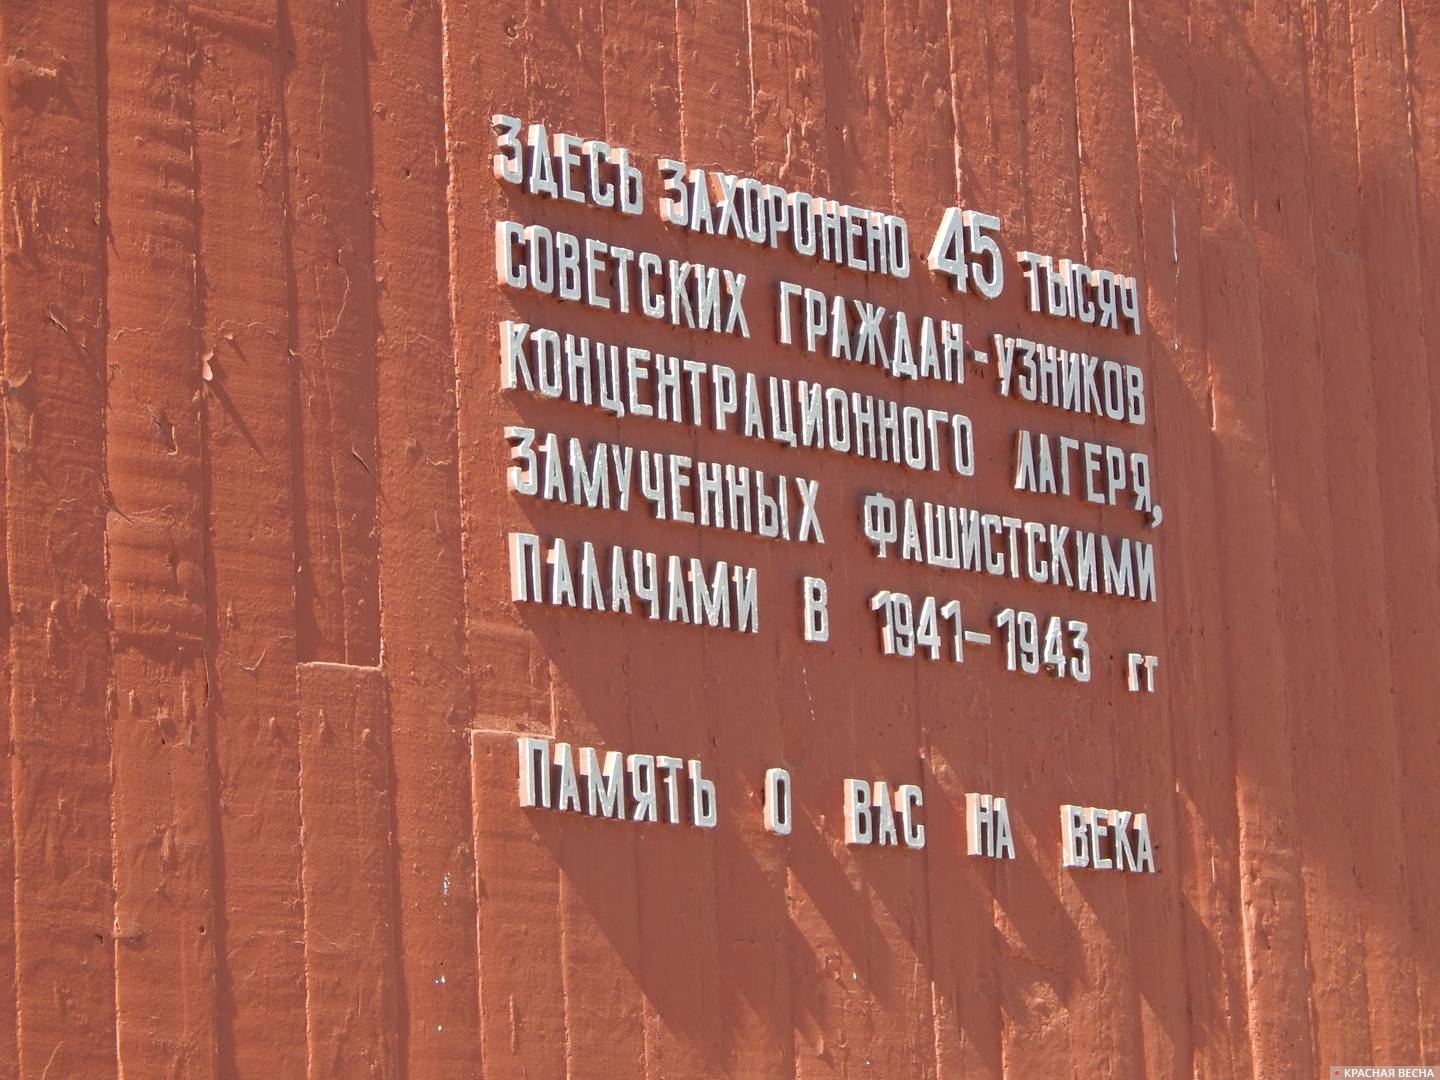 ЗДЕСЬ ЗАХОРОНЕНО 45 ТЫСЯЧ
СОВЕТСКИХ ГРАЖДАН-УЗНИКОВ
КОНЦЕНТРАЦИОННОГО ЛАГЕРЯ,
ЗАМУЧЕННЫХ ФАШИСТСКИМИ
ПАЛАЧАМИ В 1941-1943 гг
ПАМЯТЬ О ВАС НА ВЕКА
КРАСНАЯ ВЕСНА